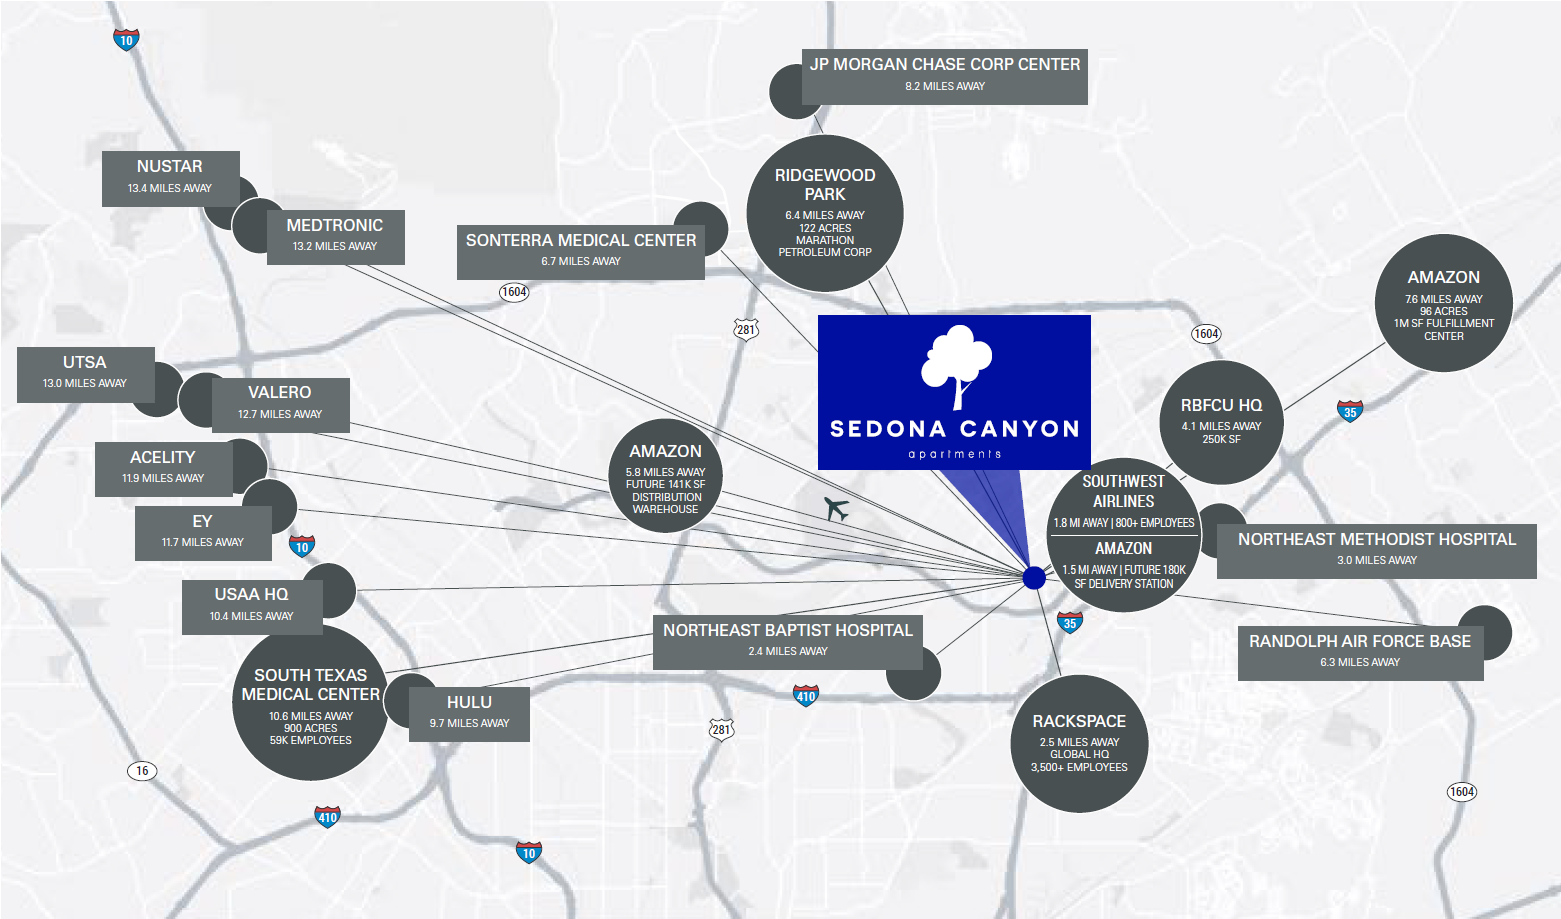 10
JP MORGAN CHASE CORP CENTER
8.2 MILES AWAY
NUSTAR
13.4 MILES AWAY
MEDTRONIC
13.2 MILES AWAY
SONTERRA MEDICAL CENTER
6.7 MILES AWAY
RIDGEWOOD
PARK
6.4 MILES AWAY
122 ACRES
MARATHON
PETROLEUM CORP
AMAZON
7.6 MILES AWAY
96 ACRES
1M SF FULFILLMENT
CENTER
1604
281
1604
SEDONA CANYON
apartments
UTSA
13.0 MILES AWAY
VALERO
12.7 MILES AWAY
RBFCU HQ
4.1 MILES AWAY
250K SF
35
ACELITY
11.9 MILES AWAY
AMAZON
5.8 MILES AWAY
FUTURE 141K SF
DISTRIBUTION
WAREHOUSE
SOUTHWEST
AIRLINES
1.8 MI AWAY | 800+ EMPLOYEES
AMAZON
1.5 MI AWAY | FUTURE 180K
SF DELIVERY STATION
EY
11.7 MILES AWAY
10
NORTHEAST METHODIST HOSPITAL
3.0 MILES AWAY
USAA HQ
10.4 MILES AWAY
35
NORTHEAST BAPTIST HOSPITAL
2.4 MILES AWAY
RANDOLPH AIR FORCE BASE
6.3 MILES AWAY
SOUTH TEXAS
MEDICAL CENTER
10.6 MILES AWAY
900 ACRES
59K EMPLOYEES
HULU
9.7 MILES AWAY
410
281
RACKSPACE
2.5 MILES AWAY
GLOBAL HQ
3,500+ EMPLOYEES
16
1604
410
10